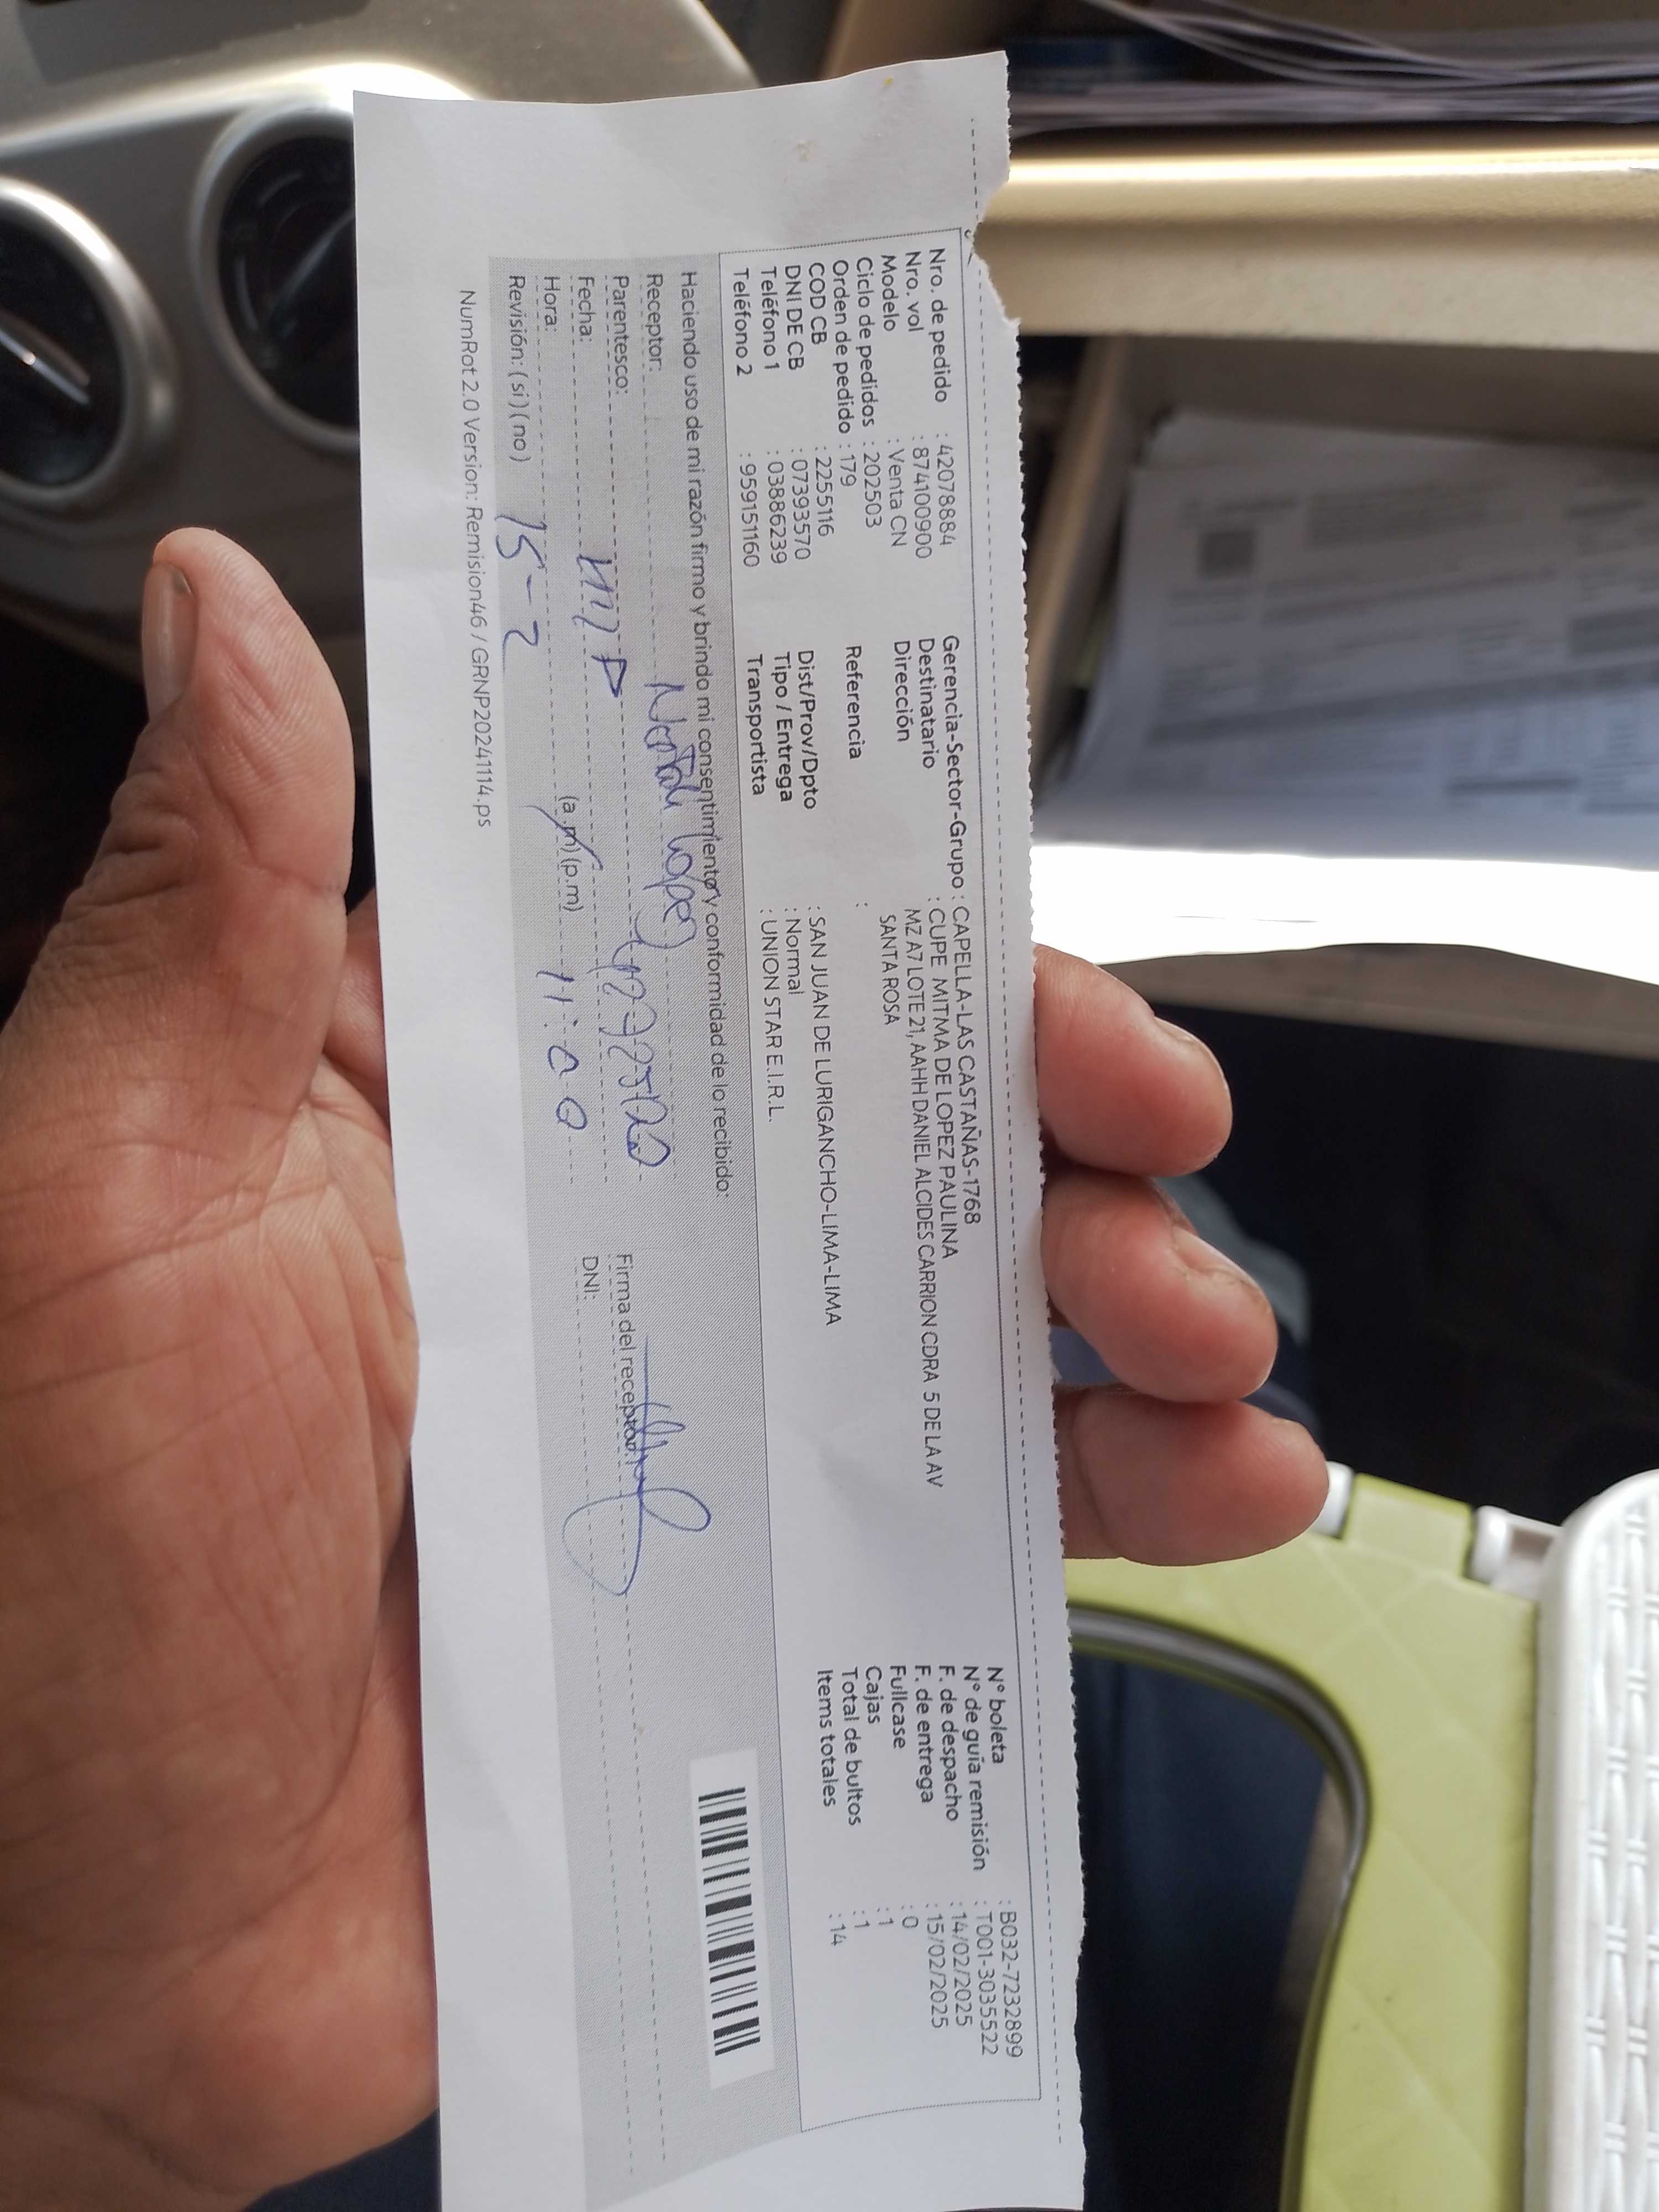 Nro. de pedido : 42078884
Nro. vol : 874100900
Modelo : Venta CN
Ciclo de pedidos : 202503
Orden de pedido : 179
COD CB : 2255116
DNI DE CB : 07393570
Teléfono 1 : 03886239
Teléfono 2 : 959151160
Gerencia-Sector-Grupo : CAPELLA-LAS CASTAÑAS-1768
Destinatario : CUPE MITMA DE LOPEZ PAULINA
Dirección MZ A7 LOTE 21, AAHH DANIEL ALCIDES CARRION CDRA 5 DE LA AV
SANTA ROSA
Referencia :
Dist/Prov/Dpto : SAN JUAN DE LURIGANCHO-LIMA-LIMA
Tipo / Entrega : Normal
Transportista : UNION STAR E.I.R.L.
N° boleta : B032-7232899
N° de guía remisión : T001-3035522
F. de despacho : 14/02/2025
F. de entrega : 15/02/2025
Fullcase : 0
Cajas : 1
Total de bultos : 1
Items totales : 14
Haciendo uso de mi razón firmo y brindo mi consentimiento y conformidad de lo recibido:
Receptor:
Parentesco:
Fecha: 15-2
Hora: (a.m) (p.m) 11:00
Revisión: ( si ) ( no )
Firma del receptor:
DNI:
NumRot 2.0 Version: Remision46 / GRNP20241114.ps